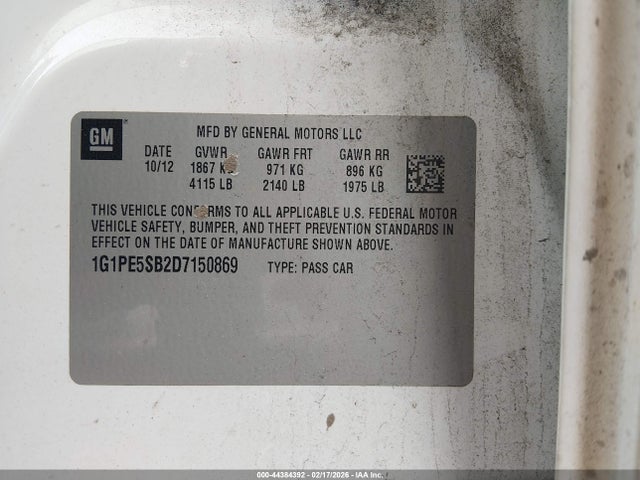 GM
MFD BY GENERAL MOTORS LLC
DATE GVWR GAWR FRT GAWR RR
10/12 1867 KG 971 KG 896 KG
4115 LB 2140 LB 1975 LB
THIS VEHICLE CONFORMS TO ALL APPLICABLE U.S. FEDERAL MOTOR
VEHICLE SAFETY, BUMPER, AND THEFT PREVENTION STANDARDS IN
EFFECT ON THE DATE OF MANUFACTURE SHOWN ABOVE.
1G1PE5SB2D7150869 TYPE: PASS CAR
000-44384392 - 02/17/2026 - IAA Inc.